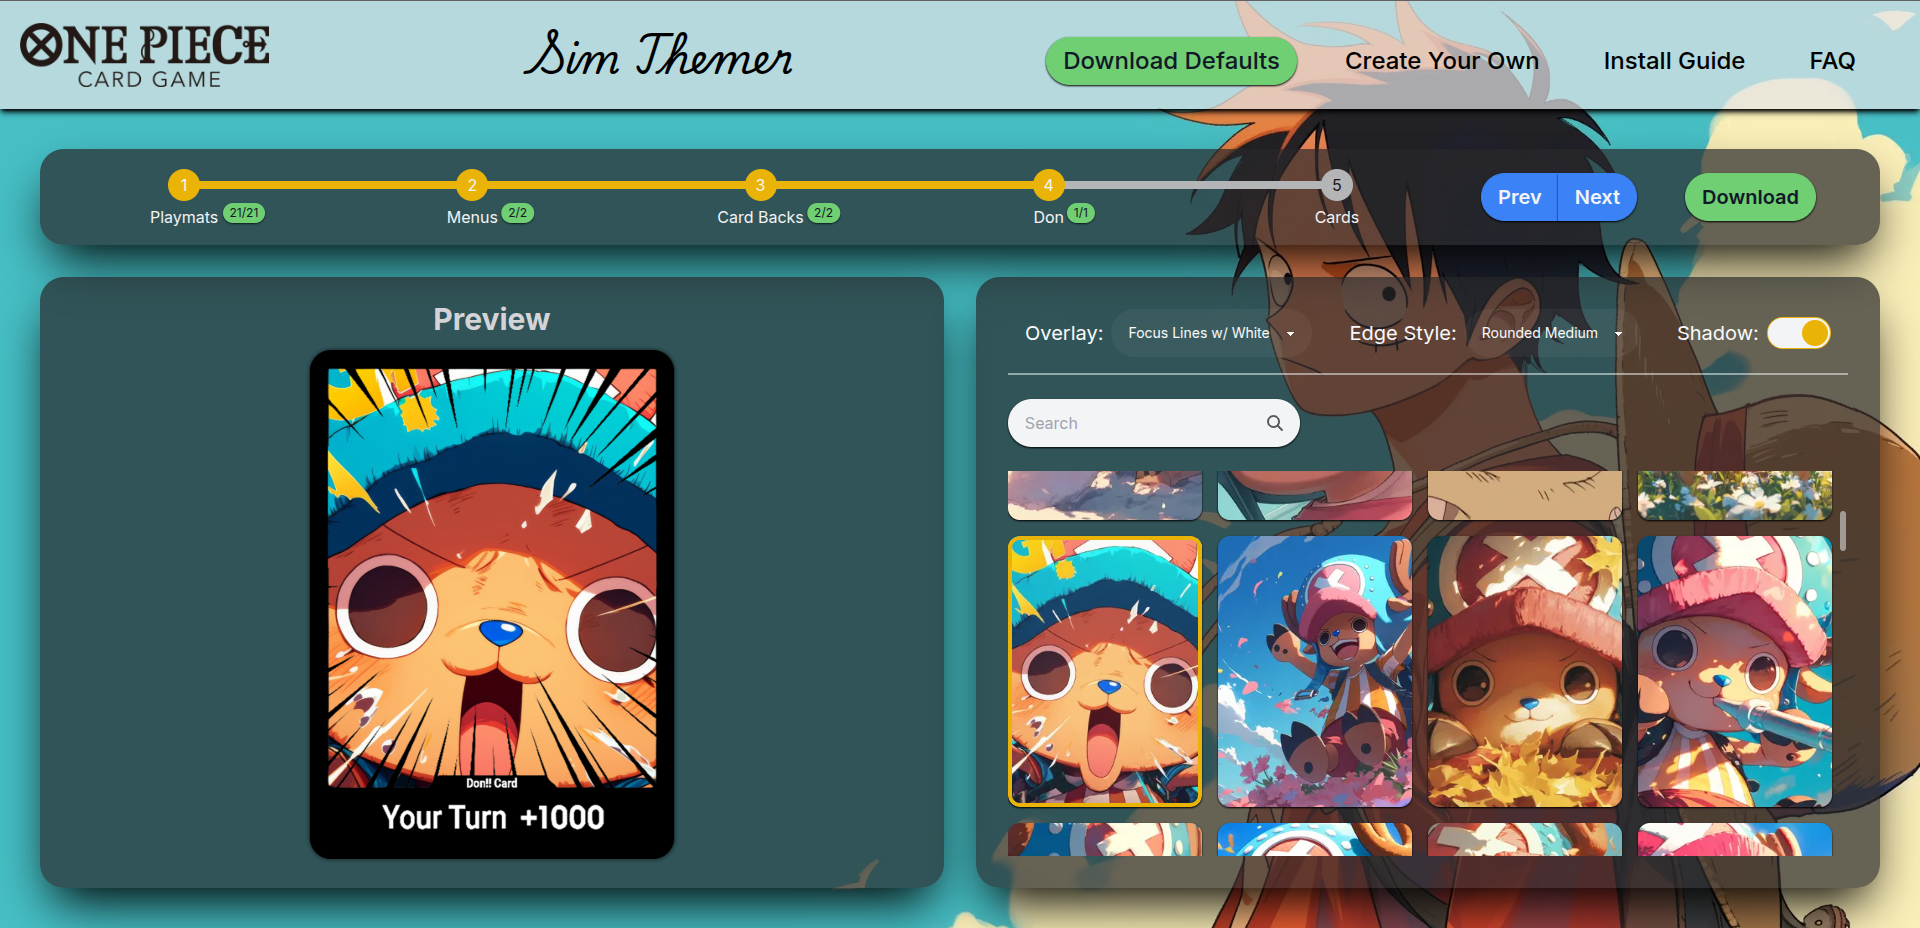 ONE PIECE
CARD GAME
Sim Themer
Download Defaults
Create Your Own
Install Guide
FAQ
1
2
3
4
5
Playmats 21/21
Menus 2/2
Card Backs 2/2
Don 1/1
Cards
Prev
Next
Download
Preview
Don!! Card
Your Turn +1000
Overlay: Focus Lines w/ White
Edge Style: Rounded Medium
Shadow:
Search